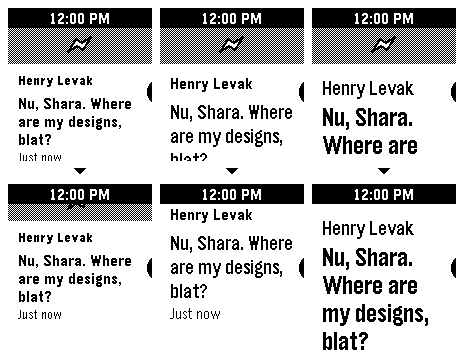 12:00 PM
Henry Levak
Nu, Shara. Where
are my designs,
blat?
Just now
12:00 PM
Henry Levak
Nu, Shara. Where
are my designs,
blat?
12:00 PM
Henry Levak
Nu, Shara.
Where are
12:00 PM
Henry Levak
Nu, Shara. Where
are my designs,
blat?
Just now
12:00 PM
Henry Levak
Nu, Shara. Where
are my designs,
blat?
Just now
12:00 PM
Henry Levak
Nu, Shara.
Where are
my designs,
blat?